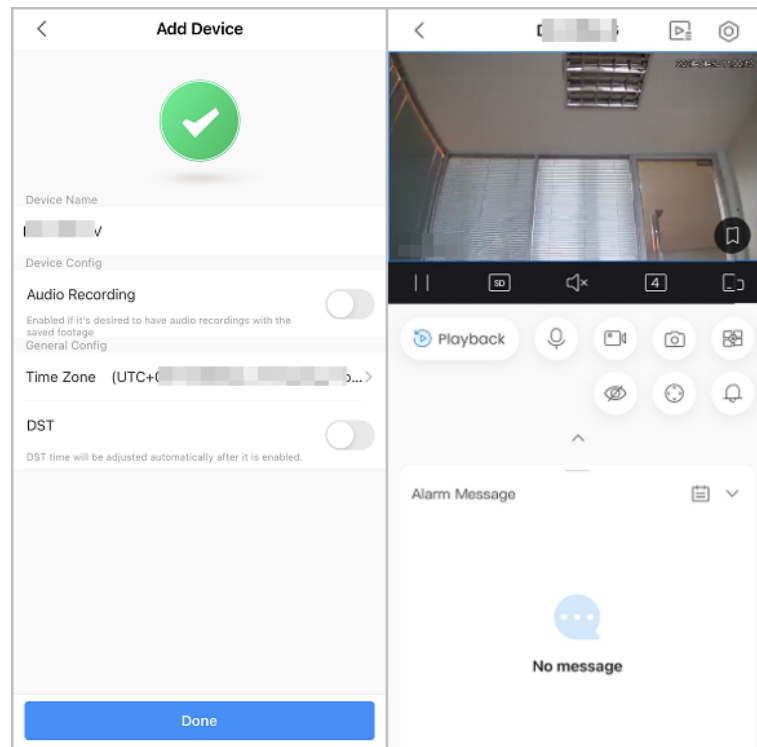 Add Device
Device Name
Device Config
Audio Recording
Enabled if it's desired to have audio recordings with the
saved footage
General Config
Time Zone (UTC+
DST
DST time will be adjusted automatically after it is enabled.
Done
SD
4
Playback
Alarm Message
No message